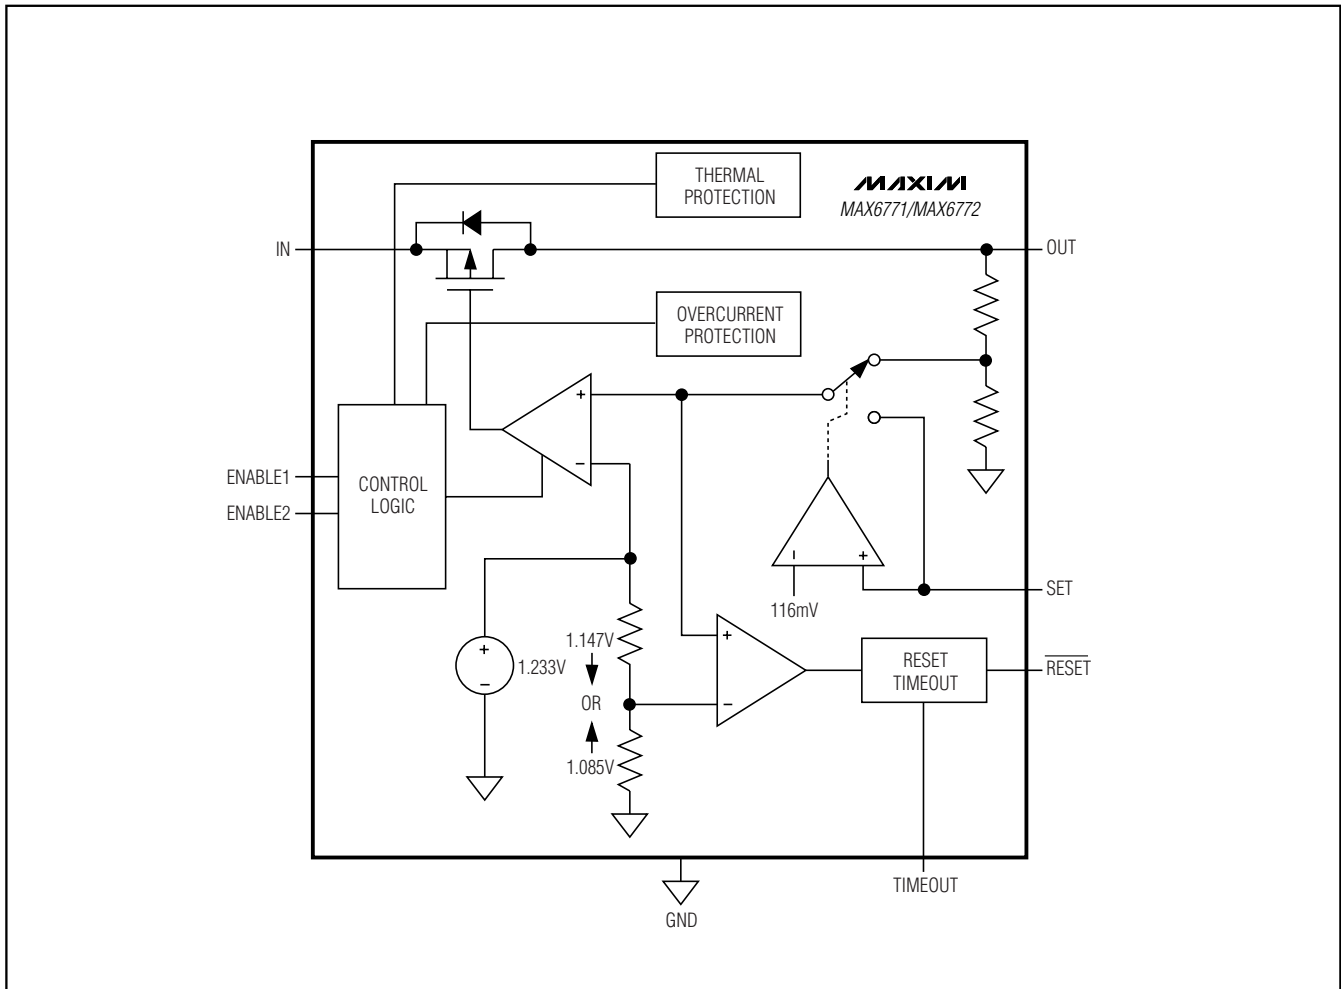 THERMAL
PROTECTION
MAXIM
MAX6771/MAX6772
IN
OUT
OVERCURRENT
PROTECTION
+
−
ENABLE1
ENABLE2
CONTROL
LOGIC
−
+
116mV
SET
1.147V
OR
1.085V
+
−
1.233V
+
−
RESET
TIMEOUT
RESET
TIMEOUT
GND